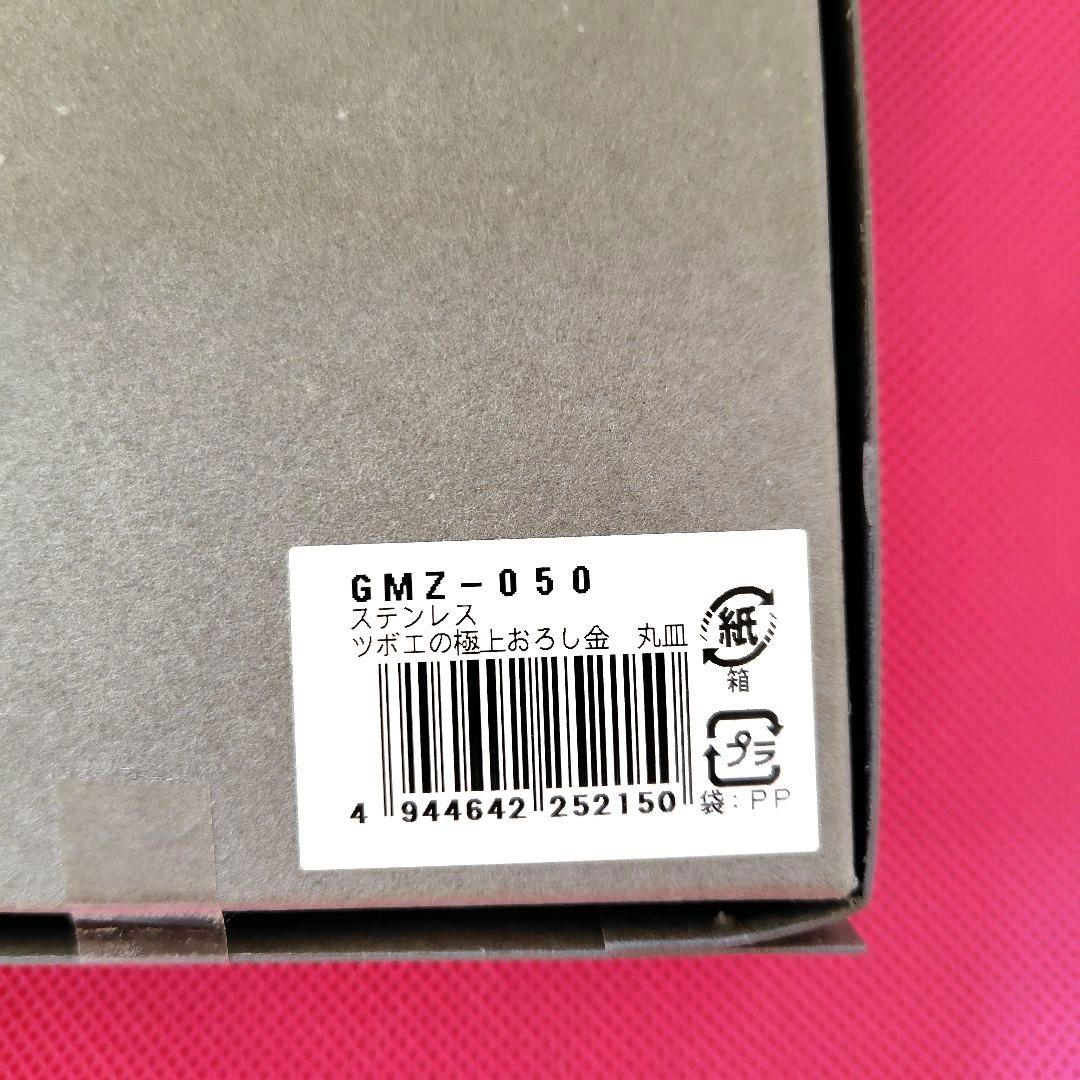 GMZ-050
ステンレス
ツボエの極上おろし金　丸皿
紙
箱
プラ
袋：PP
4 944642 252150